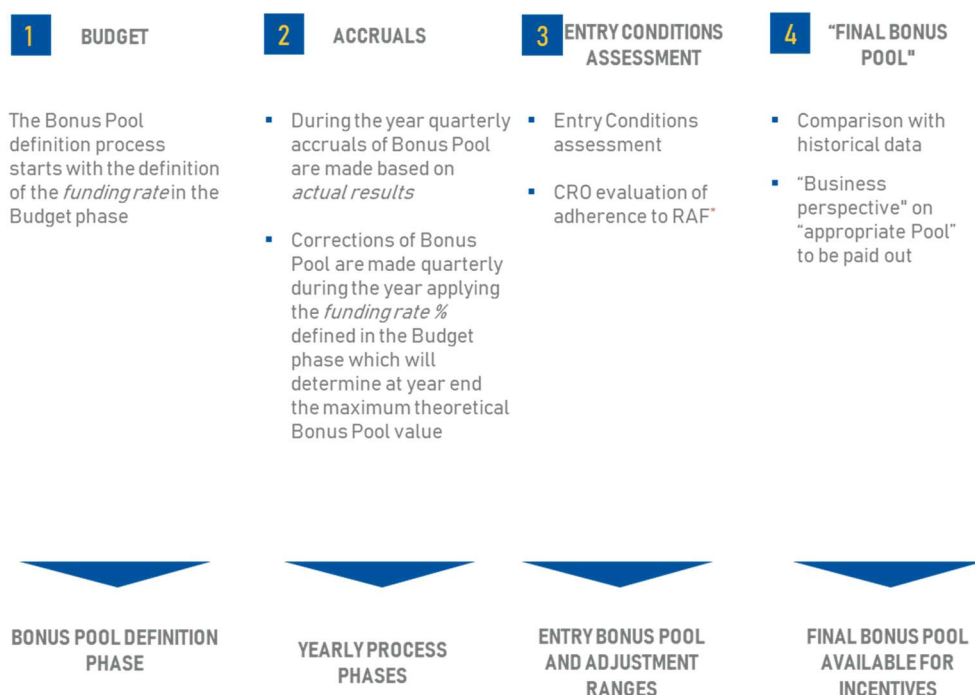 1 BUDGET
The Bonus Pool
definition process
starts with the definition
of the funding rate in the
Budget phase
BONUS POOL DEFINITION
PHASE
2 ACCRUALS
▪ During the year quarterly
accruals of Bonus Pool
are made based on
actual results
▪ Corrections of Bonus
Pool are made quarterly
during the year applying
the funding rate %
defined in the Budget
phase which will
determine at year end
the maximum theoretical
Bonus Pool value
YEARLY PROCESS
PHASES
3 ENTRY CONDITIONS
ASSESSMENT
▪ Entry Conditions
assessment
▪ CRO evaluation of
adherence to RAF*
ENTRY BONUS POOL
AND ADJUSTMENT
RANGES
4 “FINAL BONUS
POOL"
▪ Comparison with
historical data
▪ “Business
perspective" on
“appropriate Pool”
to be paid out
FINAL BONUS POOL
AVAILABLE FOR
INCENTIVES